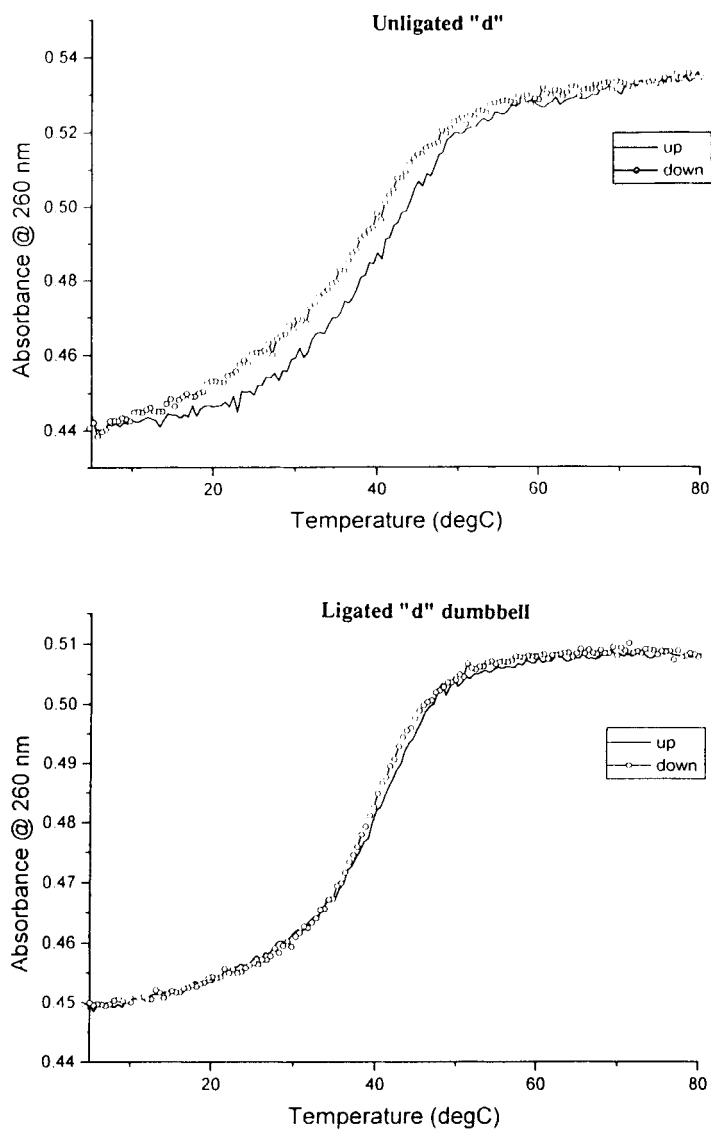 Unligated "d"
0.54
0.52
0.50
0.48
0.46
0.44
Absorbance @ 260 nm
up
down
20
40
60
80
Temperature (degC)
Ligated "d" dumbbell
0.51
0.50
0.49
0.48
0.47
0.46
0.45
0.44
Absorbance @ 260 nm
up
down
20
40
60
80
Temperature (degC)